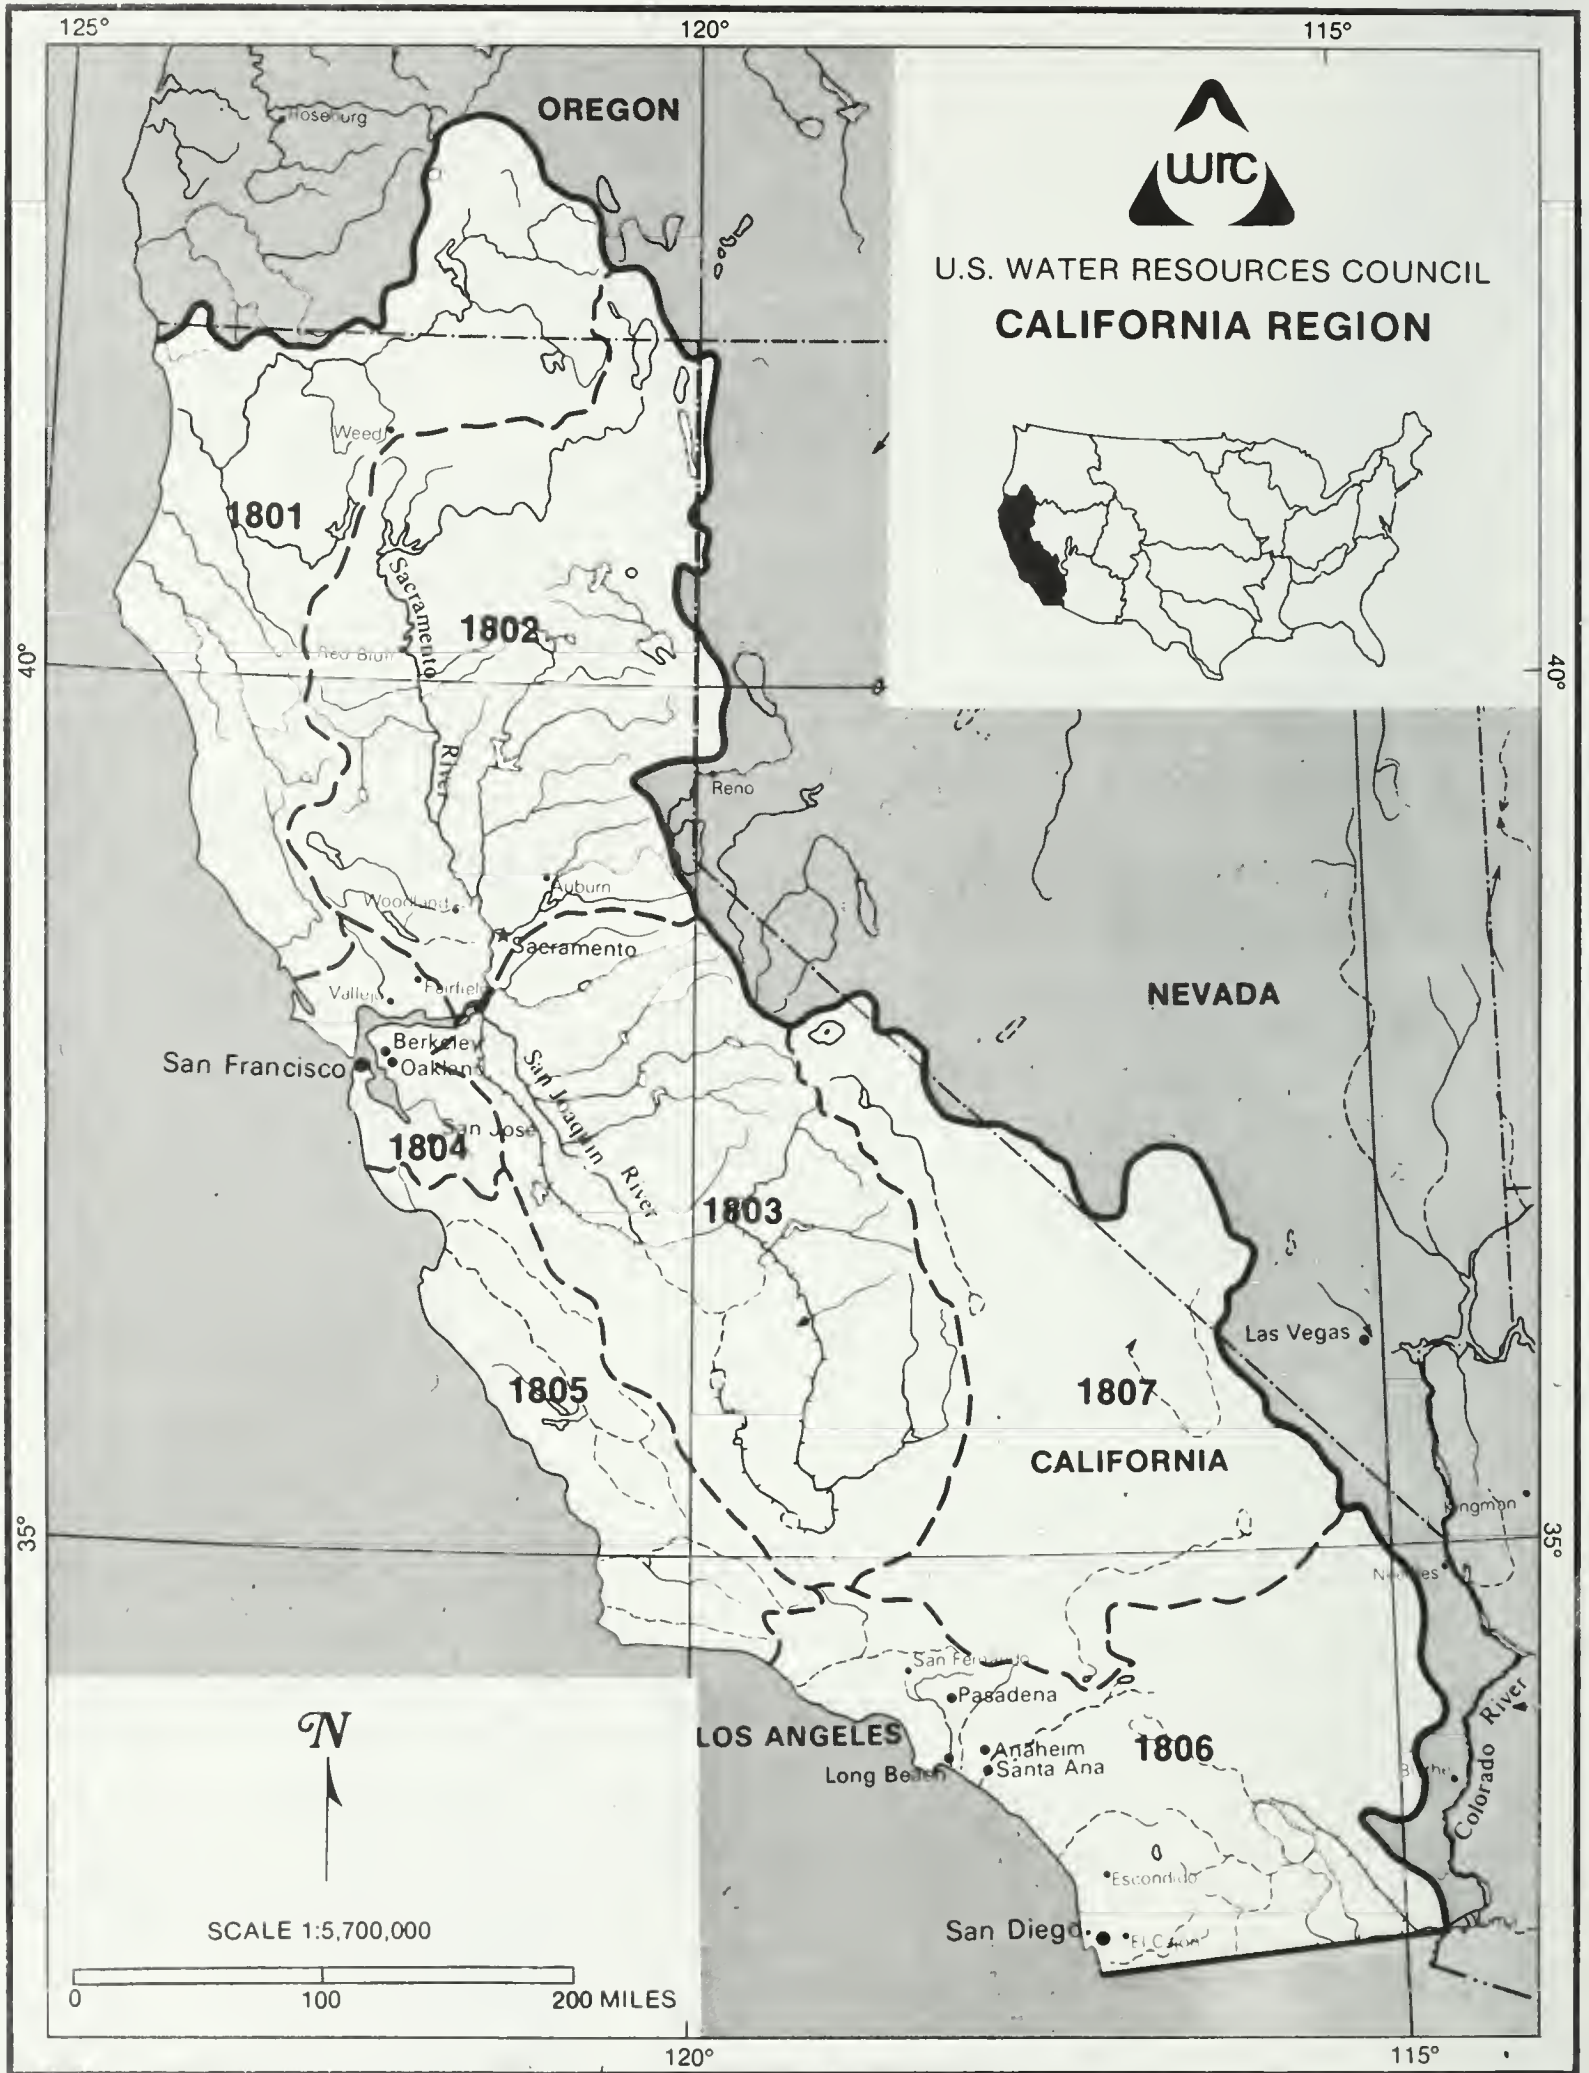 125°
120°
115°
OREGON
Roseburg
wrc
U.S. WATER RESOURCES COUNCIL
CALIFORNIA REGION
Weed
1801
Sacramento
River
1802
Red Bluff
40°
40°
Reno
Auburn
Woodland
Sacramento
Vallejo
Fairfield
NEVADA
Berkeley
San Francisco
Oakland
San Joaquin
River
San Jose
1804
1803
Las Vegas
1805
1807
CALIFORNIA
Kingman
35°
35°
Needles
San Fernando
Pasadena
LOS ANGELES
Anaheim
1806
Long Beach
Santa Ana
Colorado River
N
Escondido
San Diego
El Cajon
SCALE 1:5,700,000
0
100
200 MILES
120°
115°